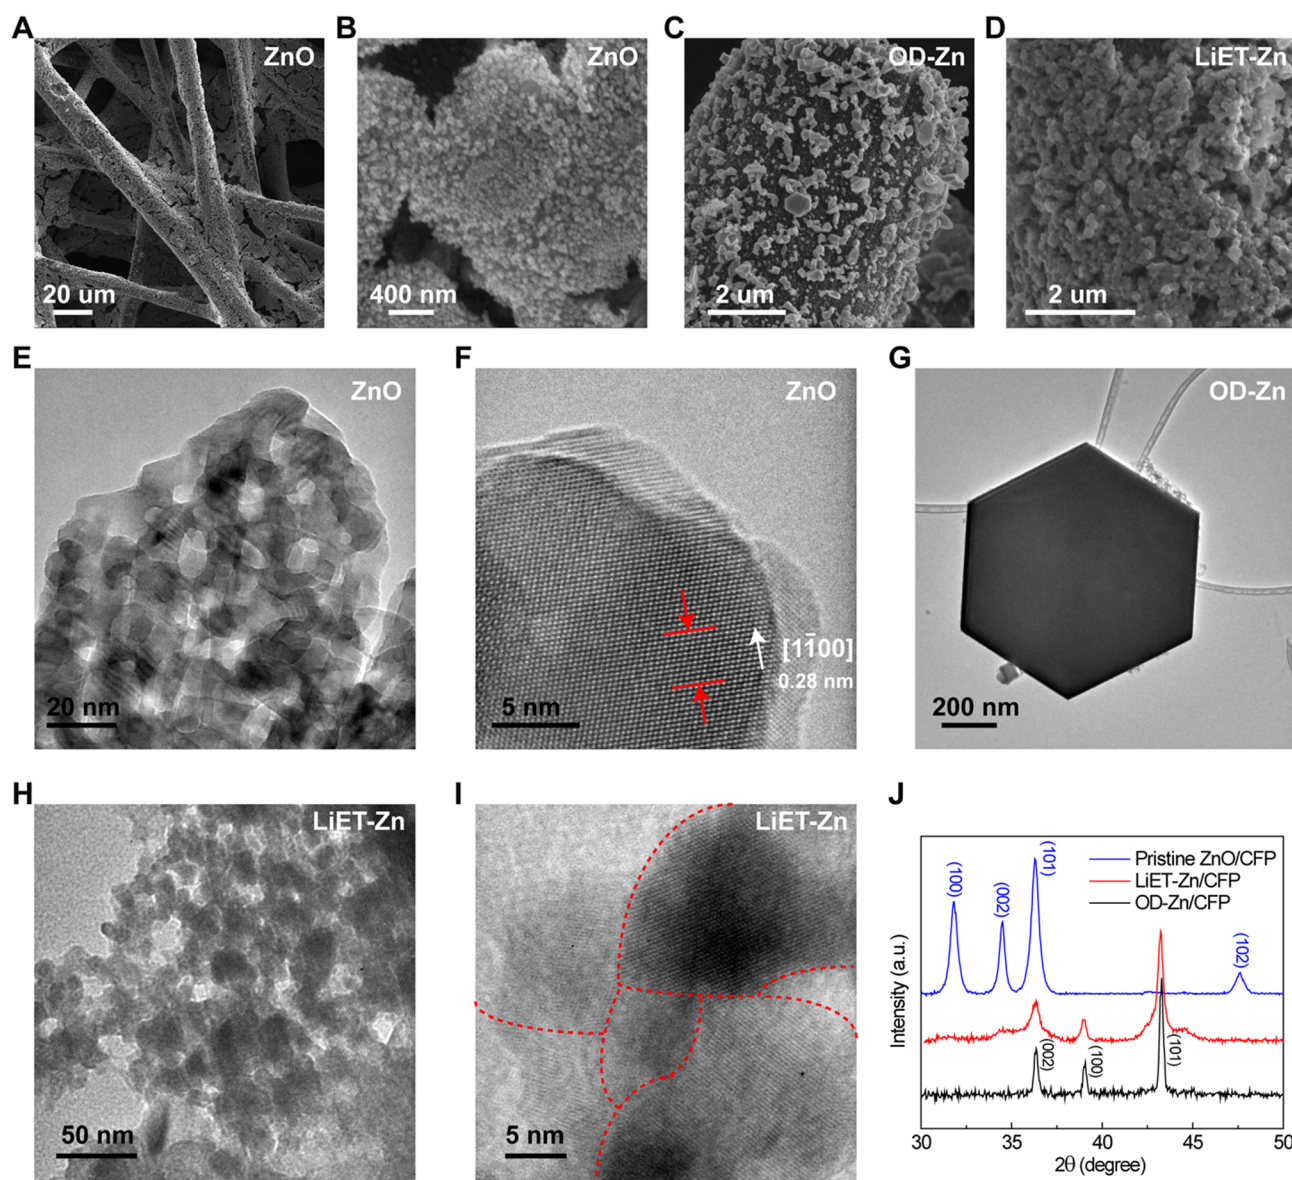 A
ZnO
20 um
B
ZnO
400 nm
C
OD-Zn
2 um
D
LiET-Zn
2 um
E
ZnO
20 nm
F
ZnO
[11̄00]
0.28 nm
5 nm
G
OD-Zn
200 nm
H
LiET-Zn
50 nm
I
LiET-Zn
5 nm
J
Pristine ZnO/CFP
LiET-Zn/CFP
OD-Zn/CFP
(100)
(002)
(101)
(102)
(002)
(100)
(101)
Intensity (a.u.)
30 35 40 45 50
2θ (degree)